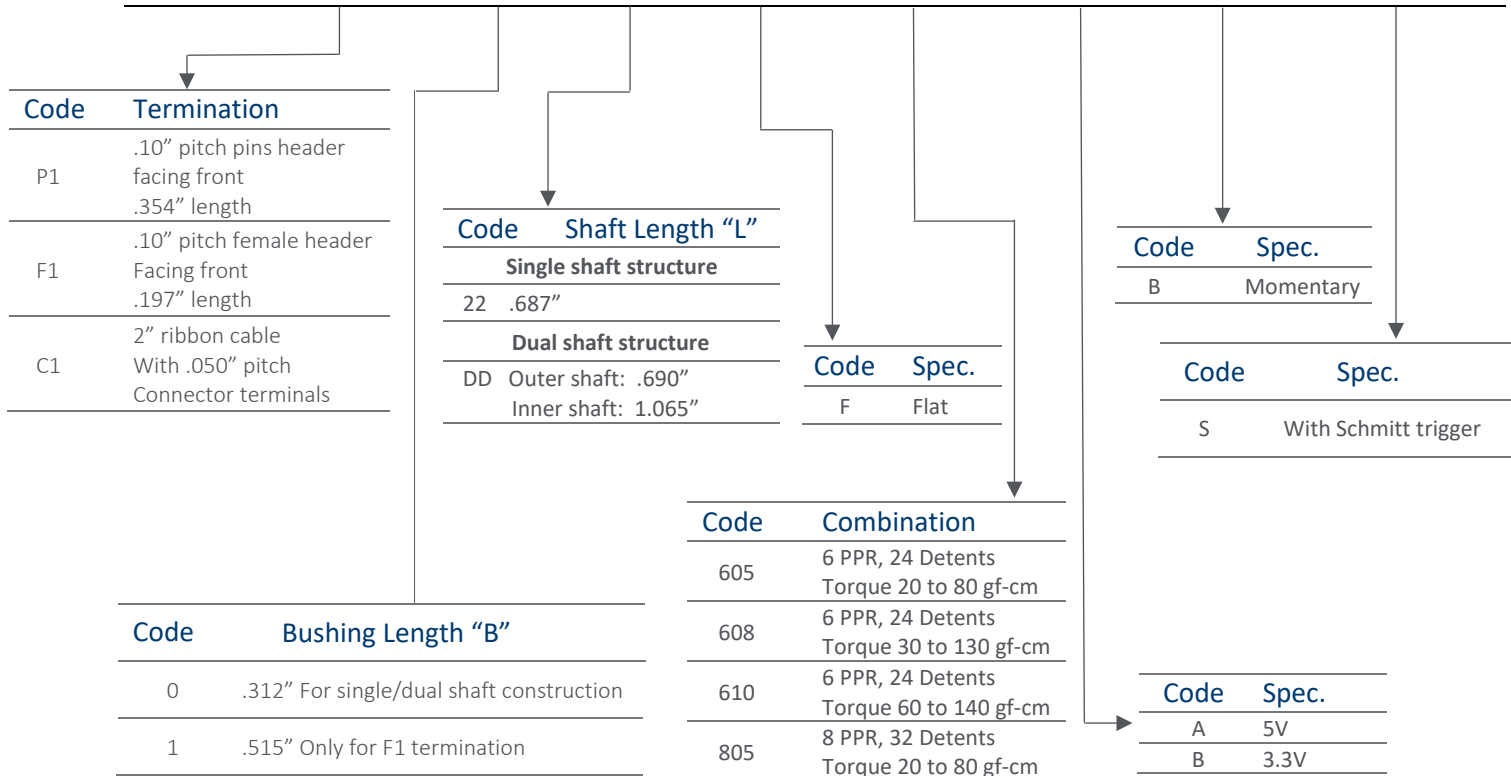 Code Termination
P1 .10” pitch pins header
facing front
.354” length
F1 .10” pitch female header
Facing front
.197” length
C1 2” ribbon cable
With .050” pitch
Connector terminals
Code Shaft Length “L”
Single shaft structure
22 .687”
Dual shaft structure
DD Outer shaft: .690”
Inner shaft: 1.065”
Code Spec.
F Flat
Code Spec.
B Momentary
Code Spec.
S With Schmitt trigger
Code Bushing Length “B”
0 .312” For single/dual shaft construction
1 .515” Only for F1 termination
Code Combination
605 6 PPR, 24 Detents
Torque 20 to 80 gf-cm
608 6 PPR, 24 Detents
Torque 30 to 130 gf-cm
610 6 PPR, 24 Detents
Torque 60 to 140 gf-cm
805 8 PPR, 32 Detents
Torque 20 to 80 gf-cm
Code Spec.
A 5V
B 3.3V